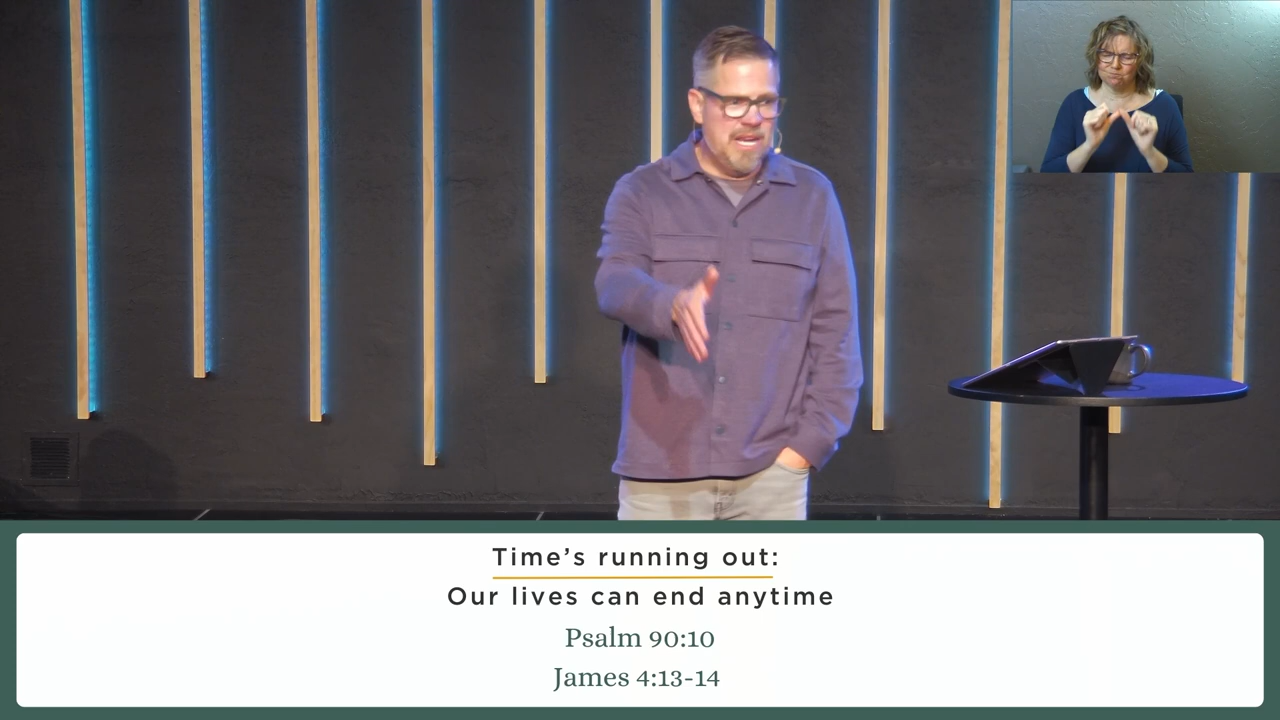 Time’s running out:
Our lives can end anytime
Psalm 90:10
James 4:13-14